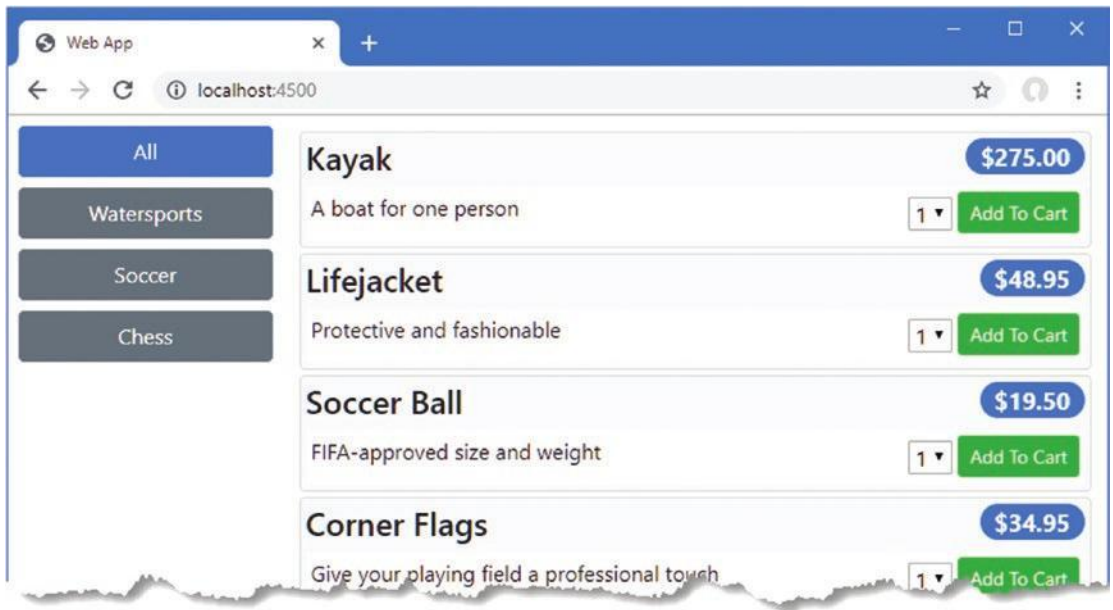 Web App
localhost:4500
All
Watersports
Soccer
Chess
Kayak
$275.00
A boat for one person
1
Add To Cart
Lifejacket
$48.95
Protective and fashionable
1
Add To Cart
Soccer Ball
$19.50
FIFA-approved size and weight
1
Add To Cart
Corner Flags
$34.95
Give your playing field a professional touch
1
Add To Cart